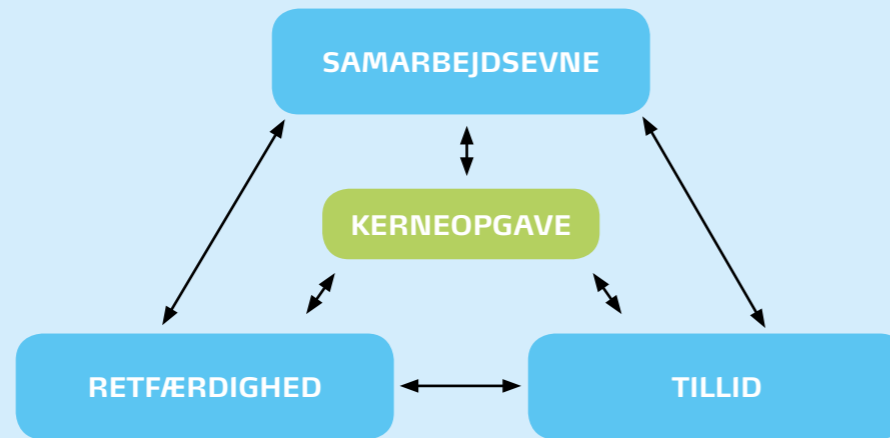 SAMARBEJDSEVNE
KERNEOPGAVE
RETFÆRDIGHED
TILLID